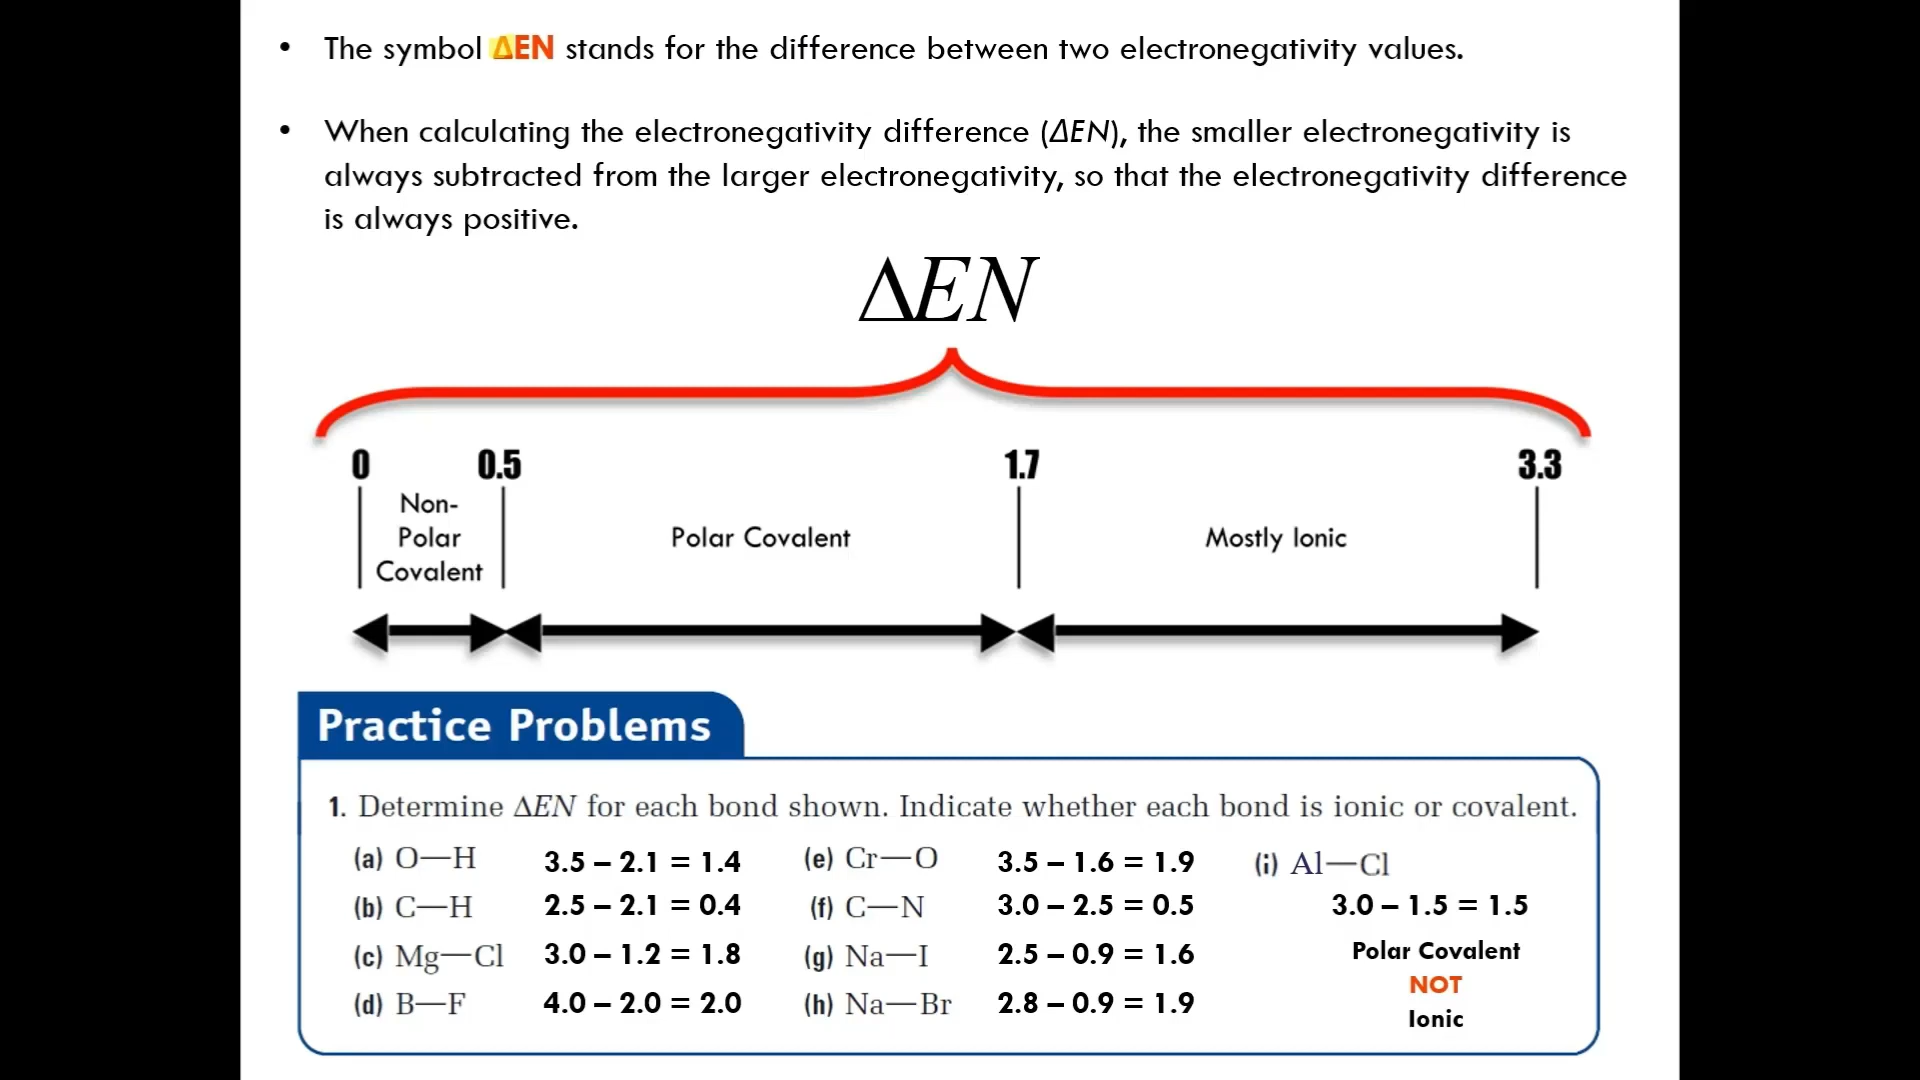 • The symbol ΔEN stands for the difference between two electronegativity values.
• When calculating the electronegativity difference (ΔEN), the smaller electronegativity is
always subtracted from the larger electronegativity, so that the electronegativity difference
is always positive.
ΔEN
0 0.5 1.7 3.3
Non-
Polar
Covalent
Polar Covalent
Mostly Ionic
Practice Problems
1. Determine ΔEN for each bond shown. Indicate whether each bond is ionic or covalent.
(a) O—H 3.5 – 2.1 = 1.4 (e) Cr—O 3.5 – 1.6 = 1.9 (i) Al—Cl
(b) C—H 2.5 – 2.1 = 0.4 (f) C—N 3.0 – 2.5 = 0.5 3.0 – 1.5 = 1.5
(c) Mg—Cl 3.0 – 1.2 = 1.8 (g) Na—I 2.5 – 0.9 = 1.6 Polar Covalent
NOT
(d) B—F 4.0 – 2.0 = 2.0 (h) Na—Br 2.8 – 0.9 = 1.9 Ionic